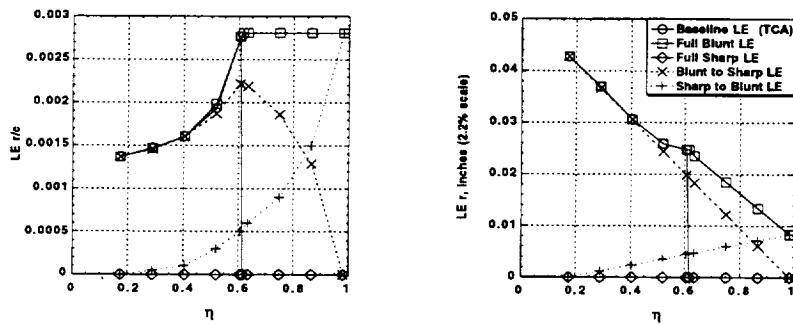 0.003
0.0025
0.002
0.0015
0.001
0.0005
0
LE r/c
0
0.2
0.4
0.6
0.8
1
η
0.050
0.04
0.03
0.02
0.01
0.00
LE r, inches (2.2% scale)
0
0.2
0.4
0.6
0.8
1
η
Baseline LE (TCA)
Full Blunt LE
Full Sharp LE
Blunt to Sharp LE
Sharp to Blunt LE